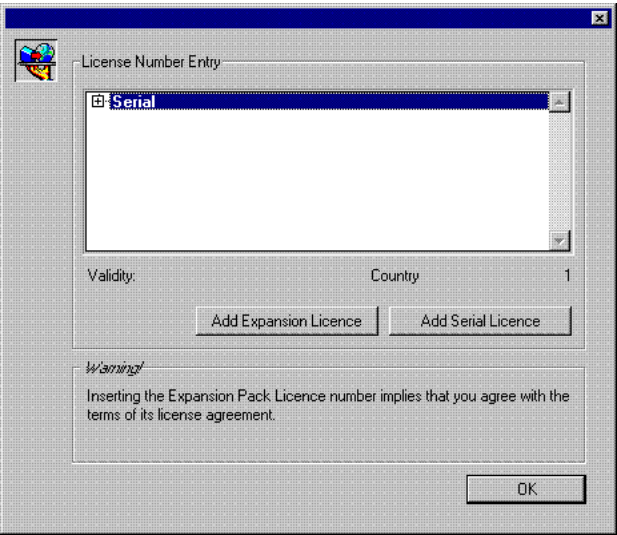 License Number Entry
Serial
Validity: Country 1
Add Expansion Licence Add Serial Licence
Warning!
Inserting the Expansion Pack Licence number implies that you agree with the
terms of its license agreement.
OK